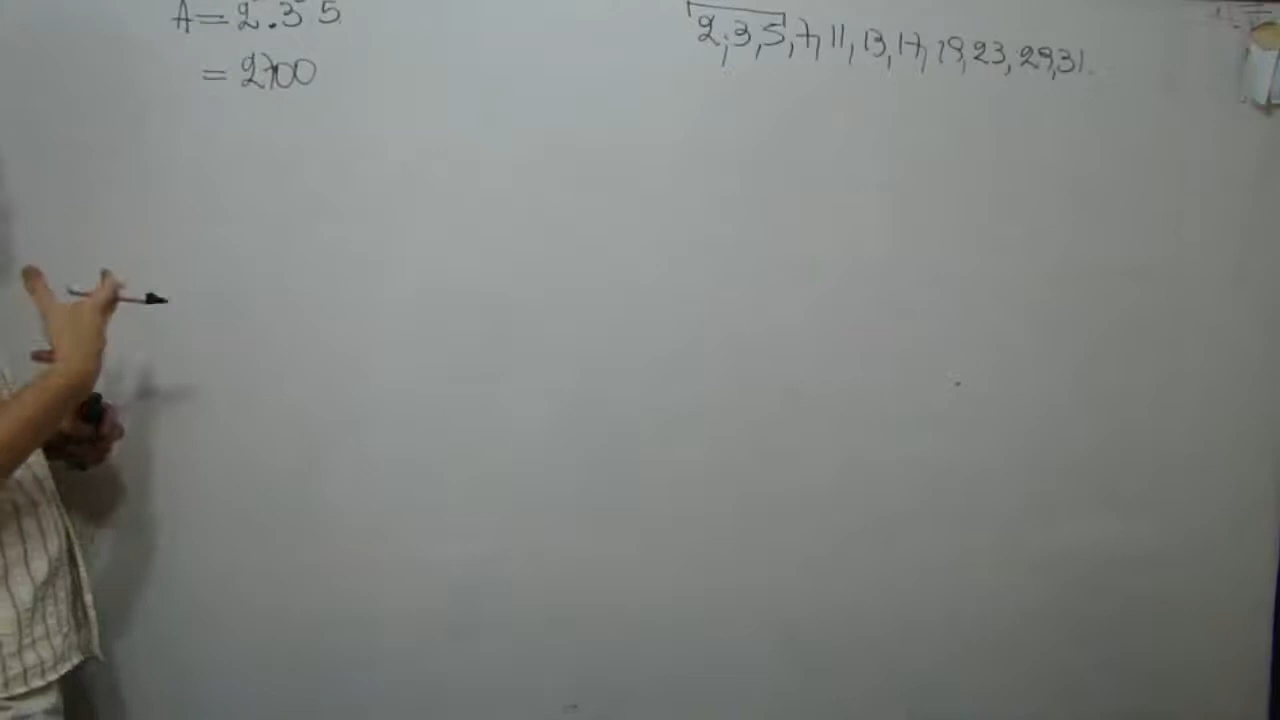 A = 2 . 3 5
= 2700
2, 3, 5, 7, 11, 13, 17, 19, 23, 29, 31.